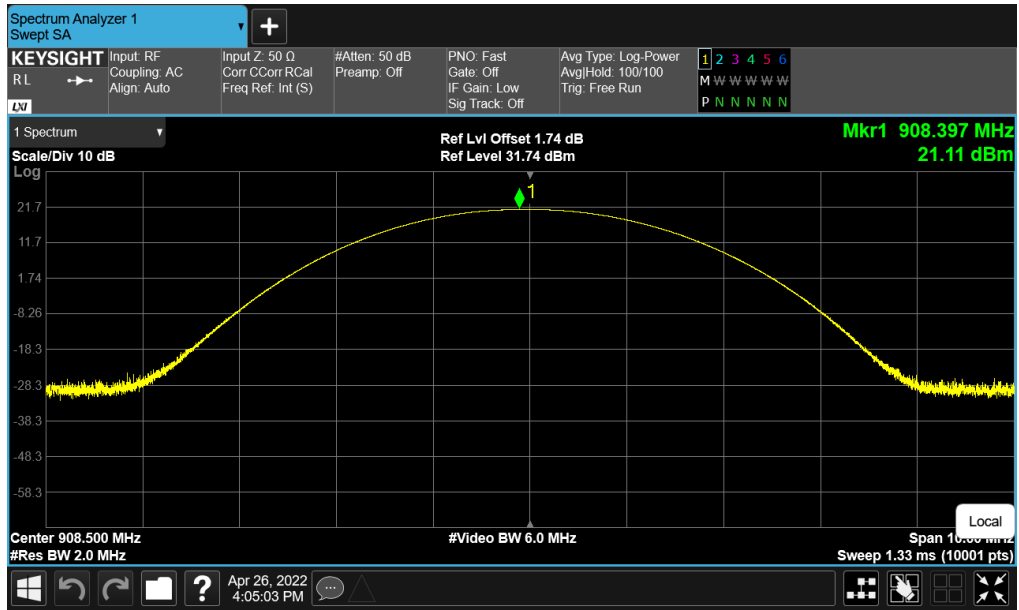 Spectrum Analyzer 1
Swept SA
+
KEYSIGHT
R L
LXI
Input: RF
Coupling: AC
Align: Auto
Input Z: 50 Ω
Corr CCorr RCal
Freq Ref: Int (S)
#Atten: 50 dB
Preamp: Off
PNO: Fast
Gate: Off
IF Gain: Low
Sig Track: Off
Avg Type: Log-Power
Avg|Hold: 100/100
Trig: Free Run
1 2 3 4 5 6
M W W W W W
P N N N N N
1 Spectrum
Scale/Div 10 dB
Ref Lvl Offset 1.74 dB
Ref Level 31.74 dBm
Mkr1 908.397 MHz
21.11 dBm
Log
1
21.7
11.7
1.74
-8.26
-18.3
-28.3
-38.3
-48.3
-58.3
Local
Center 908.500 MHz
#Video BW 6.0 MHz
Span 10.00 MHz
#Res BW 2.0 MHz
Sweep 1.33 ms (10001 pts)
?
Apr 26, 2022
4:05:03 PM